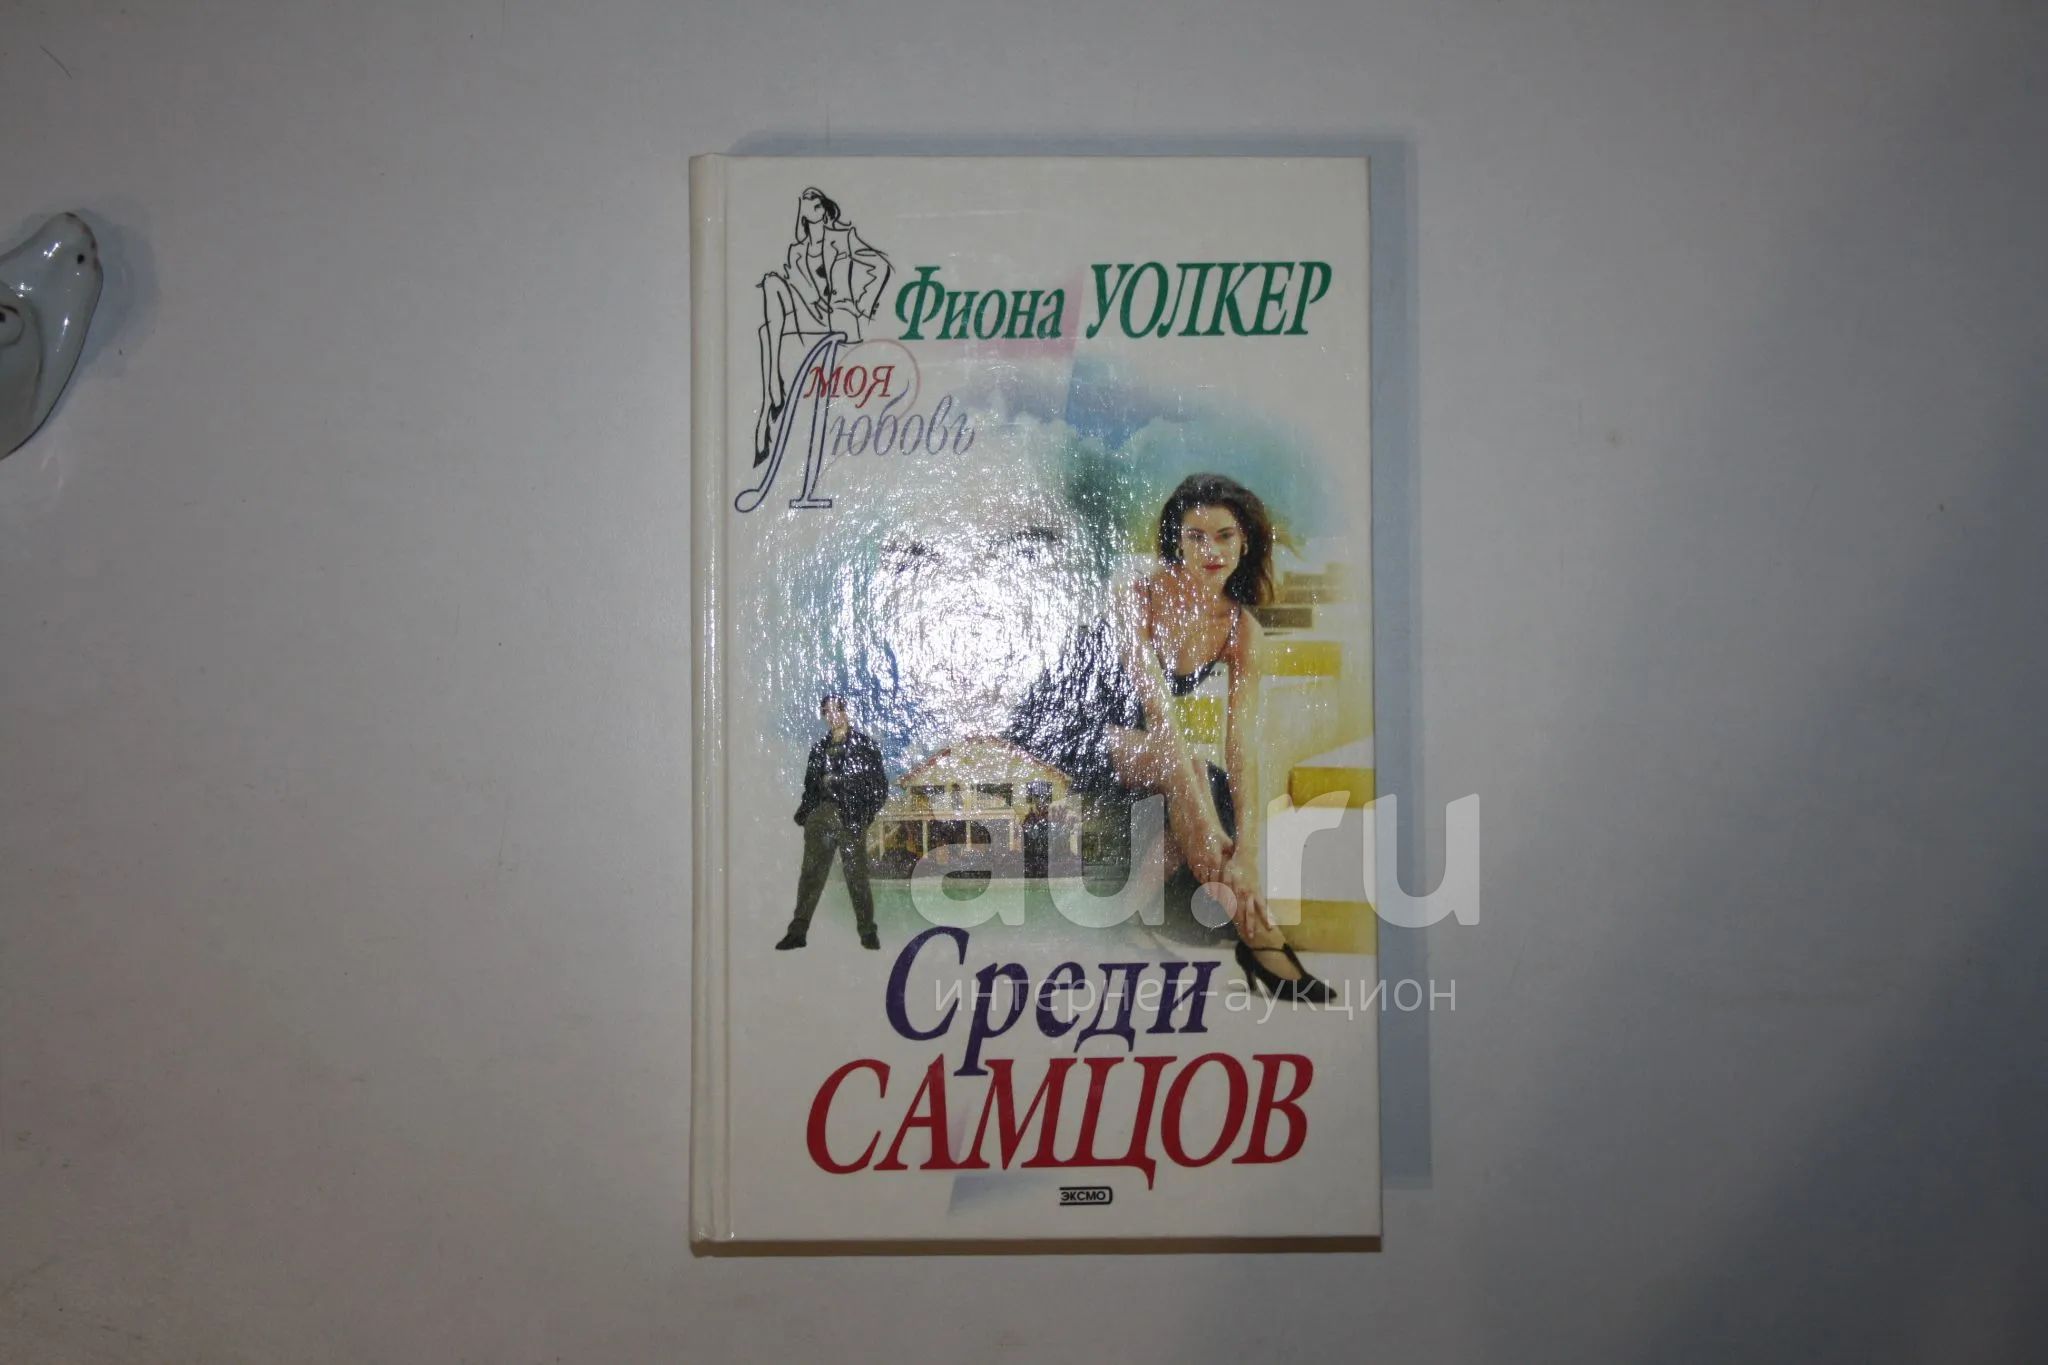 Фиона УОЛКЕР
моя
Любовь
au.ru
интернет-аукцион
Среди
САМЦОВ
ЭКСМО